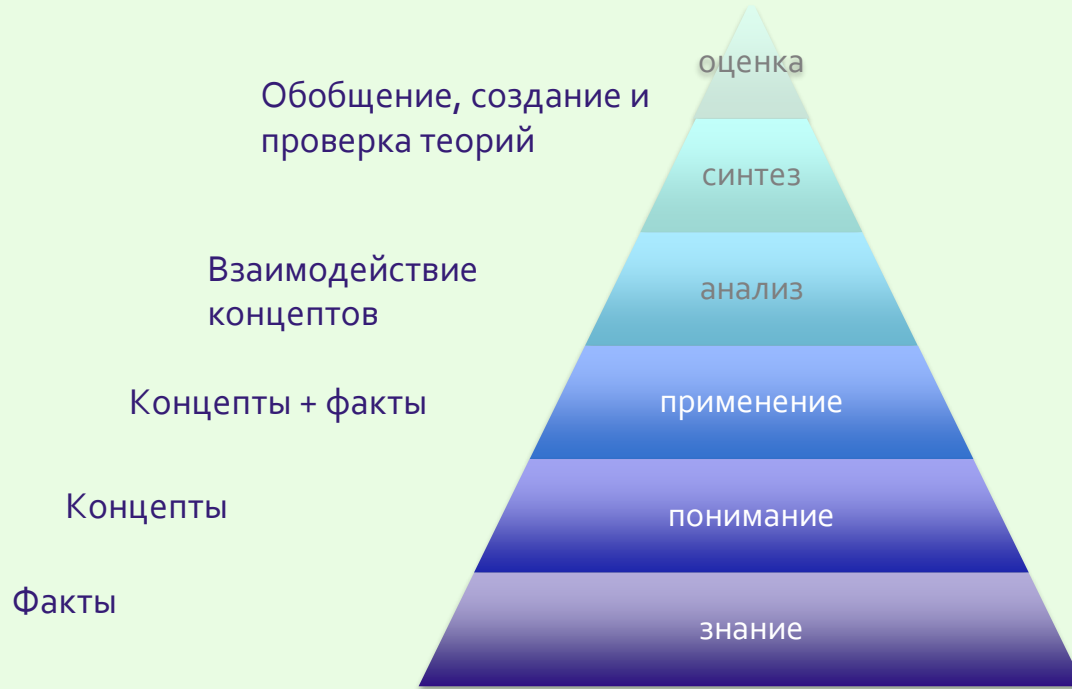 оценка
Обобщение, создание и
проверка теорий
синтез
Взаимодействие
концептов
анализ
Концепты + факты
применение
Концепты
понимание
Факты
знание